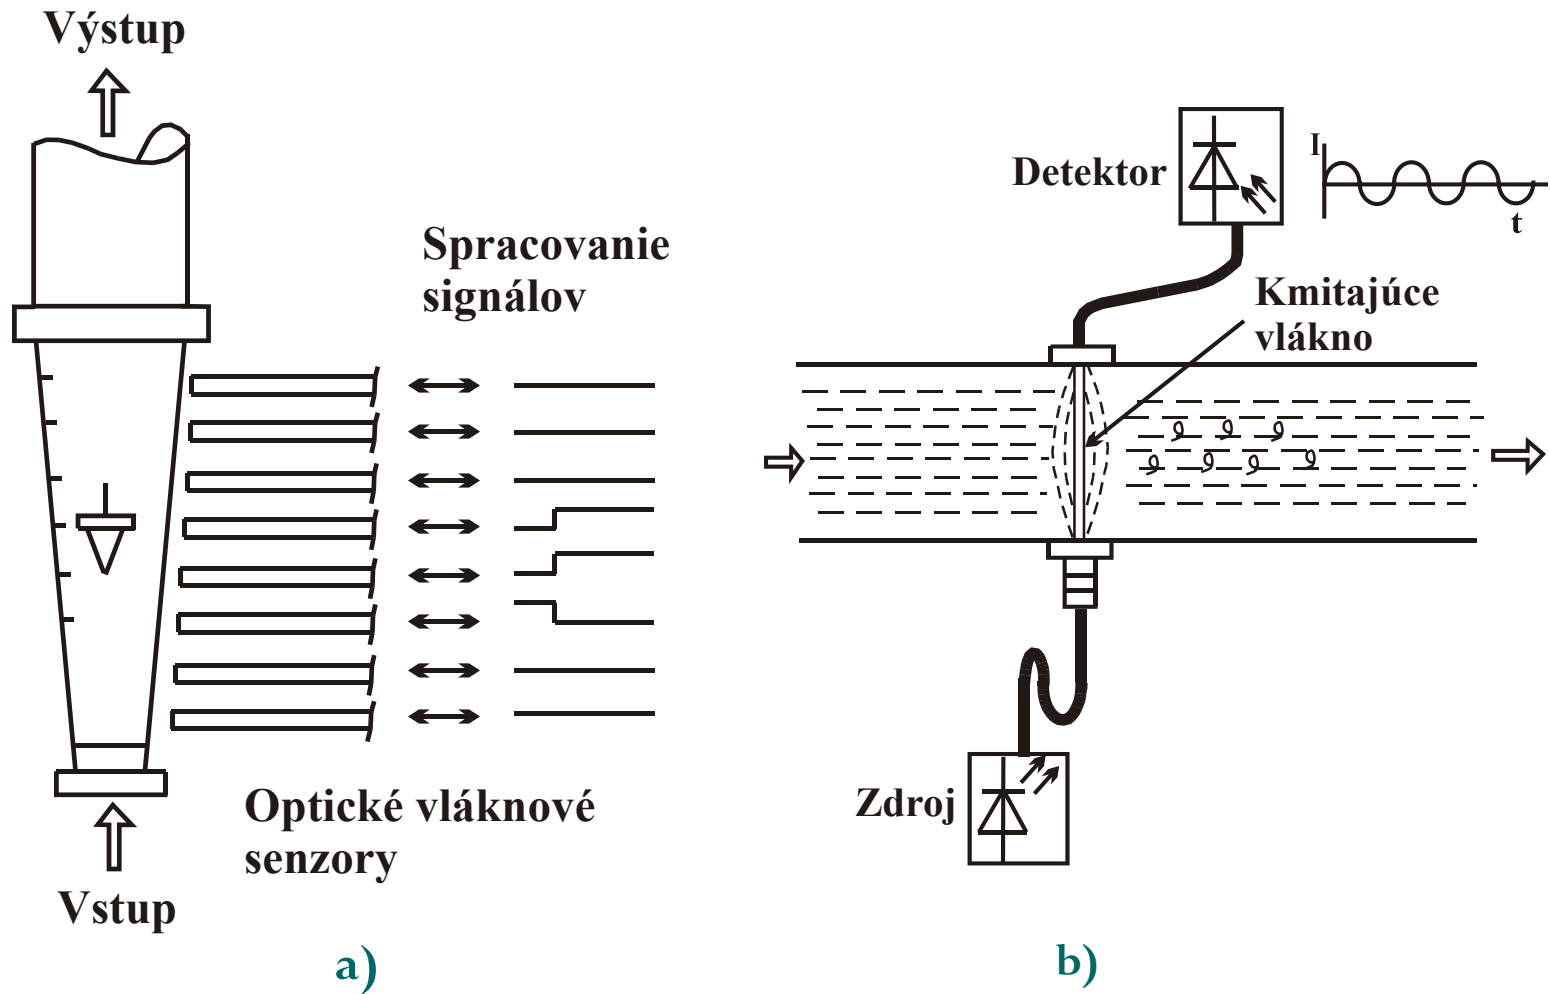 Výstup
Spracovanie
signálov
Optické vláknové
senzory
Vstup
a)
Detektor
I
t
Kmitajúce
vlákno
Zdroj
b)